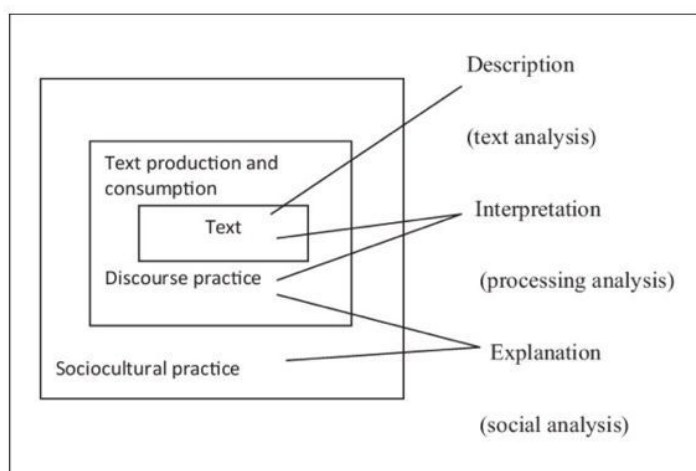 Description
(text analysis)
Text production and
consumption
Text
Interpretation
Discourse practice
(processing analysis)
Explanation
Sociocultural practice
(social analysis)